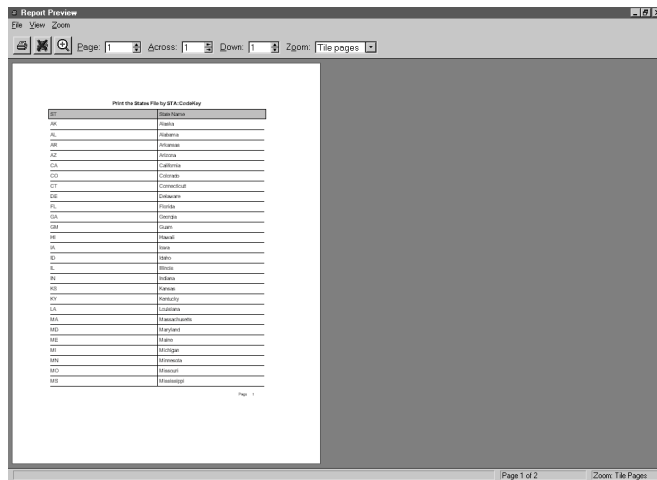 Report Preview
File View Zoom
Page: 1 Across: 1 Down: 1 Zoom: Tile pages
Print the States File by STA:CodeKey
ST State Name
AK Alaska
AL Alabama
AR Arkansas
AZ Arizona
CA California
CO Colorado
CT Connecticut
DE Delaware
FL Florida
GA Georgia
GM Guam
HI Hawaii
IA Iowa
ID Idaho
IL Illinois
IN Indiana
KS Kansas
KY Kentucky
LA Louisiana
MA Massachusetts
MD Maryland
ME Maine
MI Michigan
MN Minnesota
MO Missouri
MS Mississippi
Page 1
Page 1 of 2 Zoom: Tile Pages